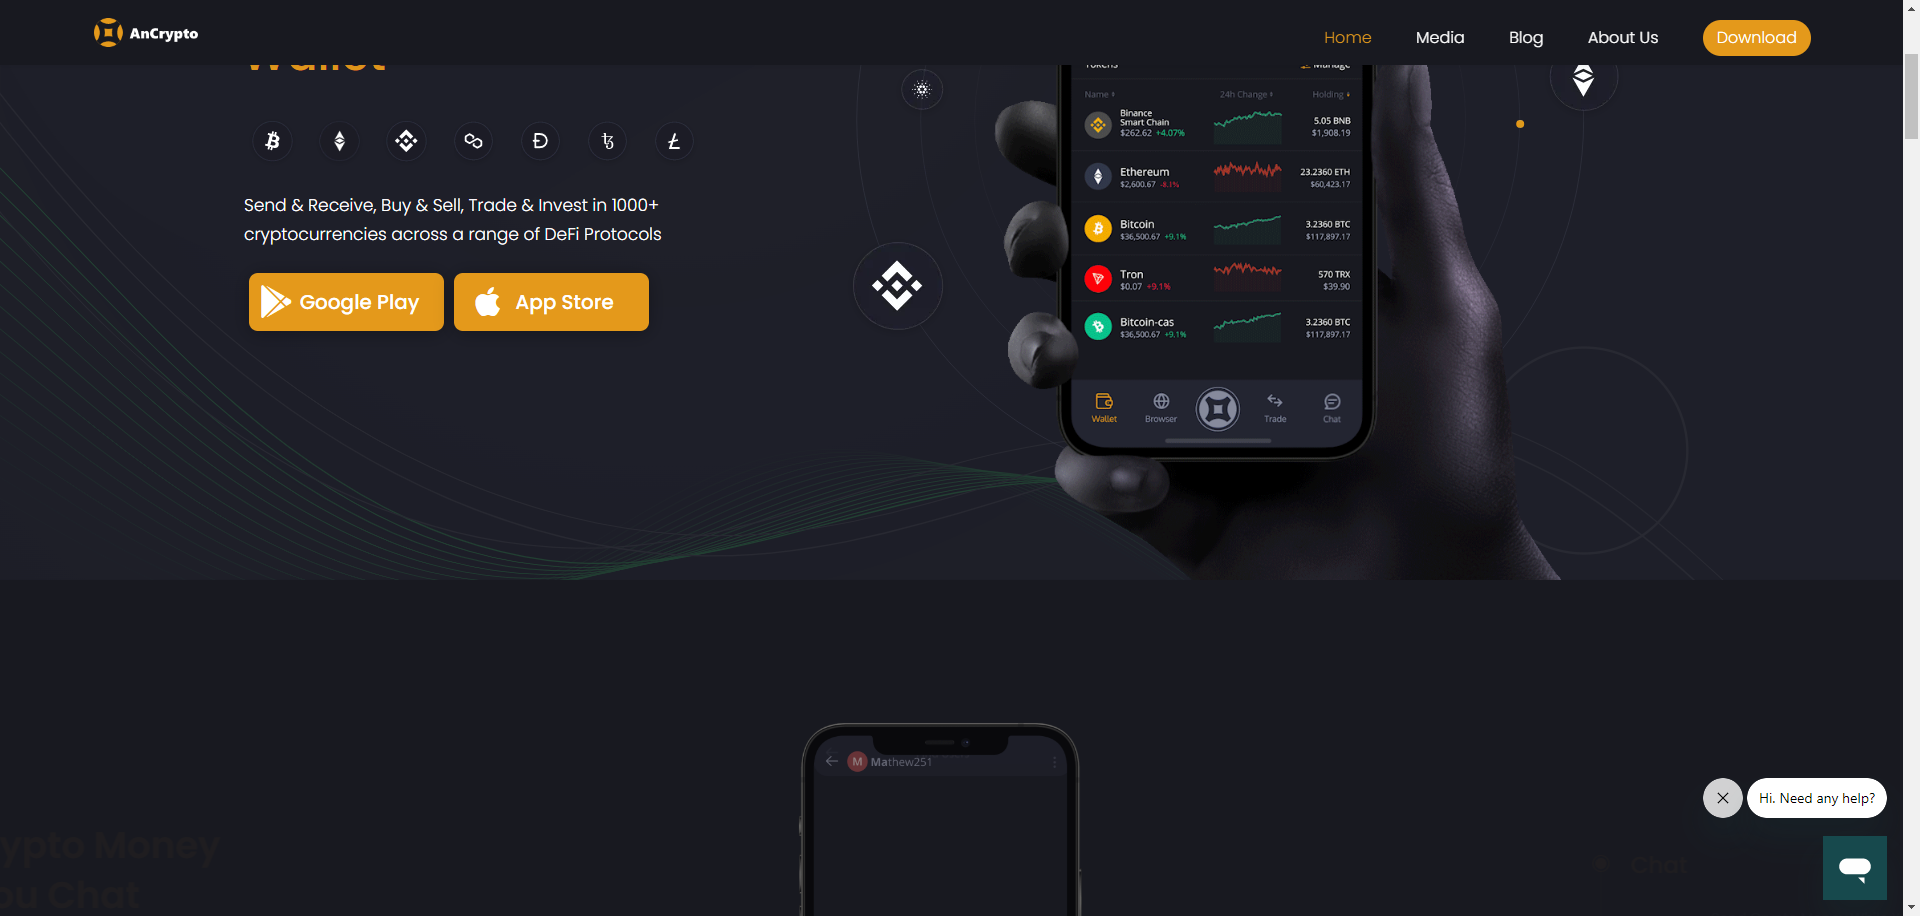 AnCrypto
Home
Media
Blog
About Us
Download
Wallet
Send & Receive, Buy & Sell, Trade & Invest in 1000+
cryptocurrencies across a range of DeFi Protocols
Google Play
App Store
Tokens
Manage
Name
24h Change
Holding
Binance
Smart Chain
$262.62 +4.07%
5.05 BNB
$1,908.19
Ethereum
$2,600.67 -8.1%
23.2360 ETH
$60,423.17
Bitcoin
$36,500.67 +9.1%
3.2360 BTC
$117,897.17
Tron
$0.07 +9.1%
570 TRX
$39.90
Bitcoin-cas
$36,500.67 +9.1%
3.2360 BTC
$117,897.17
Wallet
Browser
Trade
Chat
M
Mathew251
ypto Money
ou Chat
Chat
Hi. Need any help?